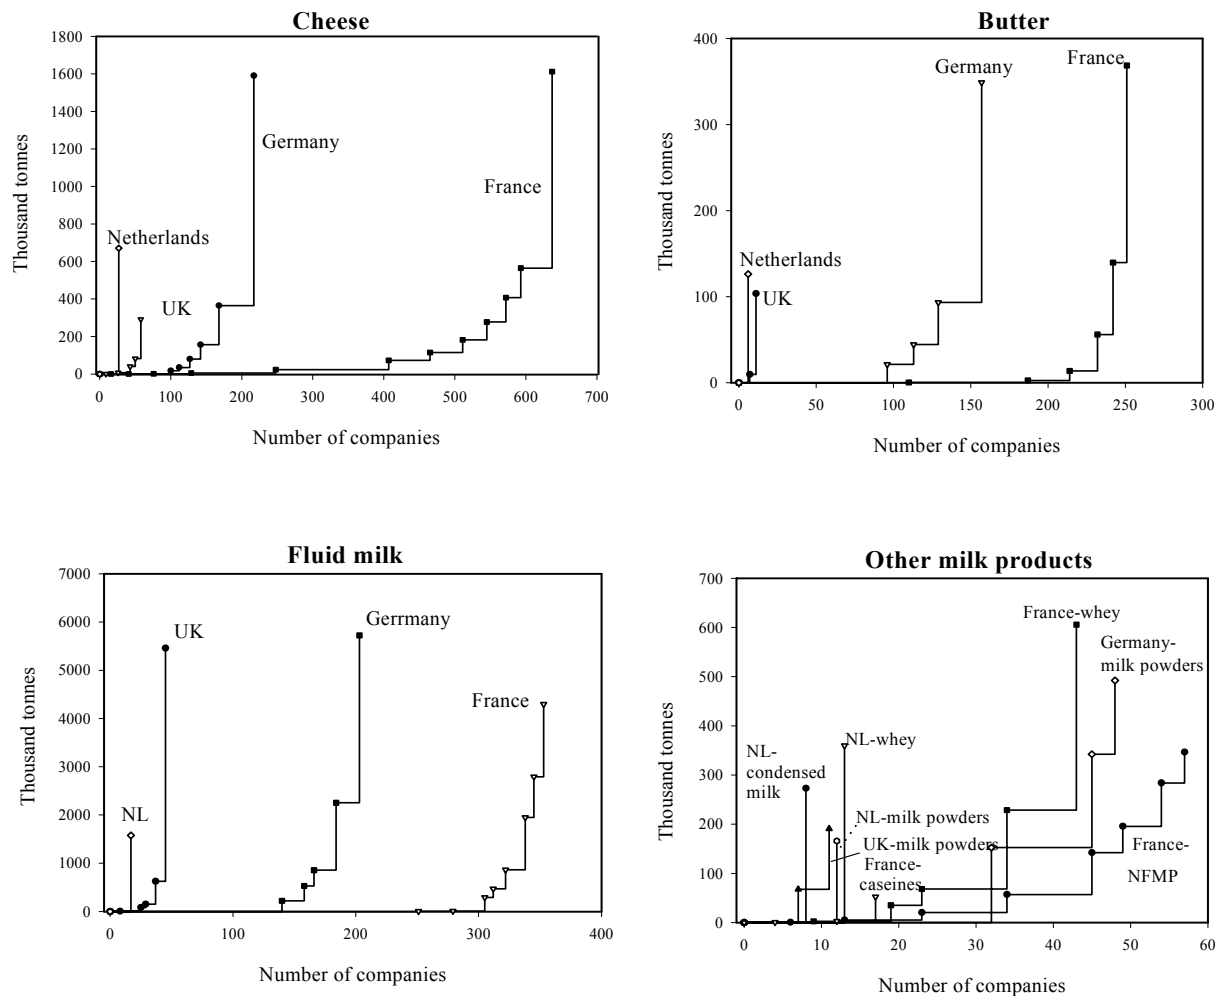 Cheese
1800
1600
1400
1200
1000
800
600
400
200
0
Thousand tonnes
Germany
France
Netherlands
UK
0 100 200 300 400 500 600 700
Number of companies
Butter
400
300
200
100
0
Thousand tonnes
Germany
France
Netherlands
UK
0 50 100 150 200 250 300
Number of companies
Fluid milk
7000
6000
5000
4000
3000
2000
1000
0
Thousand tonnes
UK
Gerrmany
France
NL
0 100 200 300 400
Number of companies
Other milk products
700
600
500
400
300
200
100
0
Thousand tonnes
France-whey
Germany-
milk powders
NL-whey
NL-
condensed
milk
NL-milk powders
UK-milk powders
France-
caseines
France-
NFMP
0 10 20 30 40 50 60
Number of companies